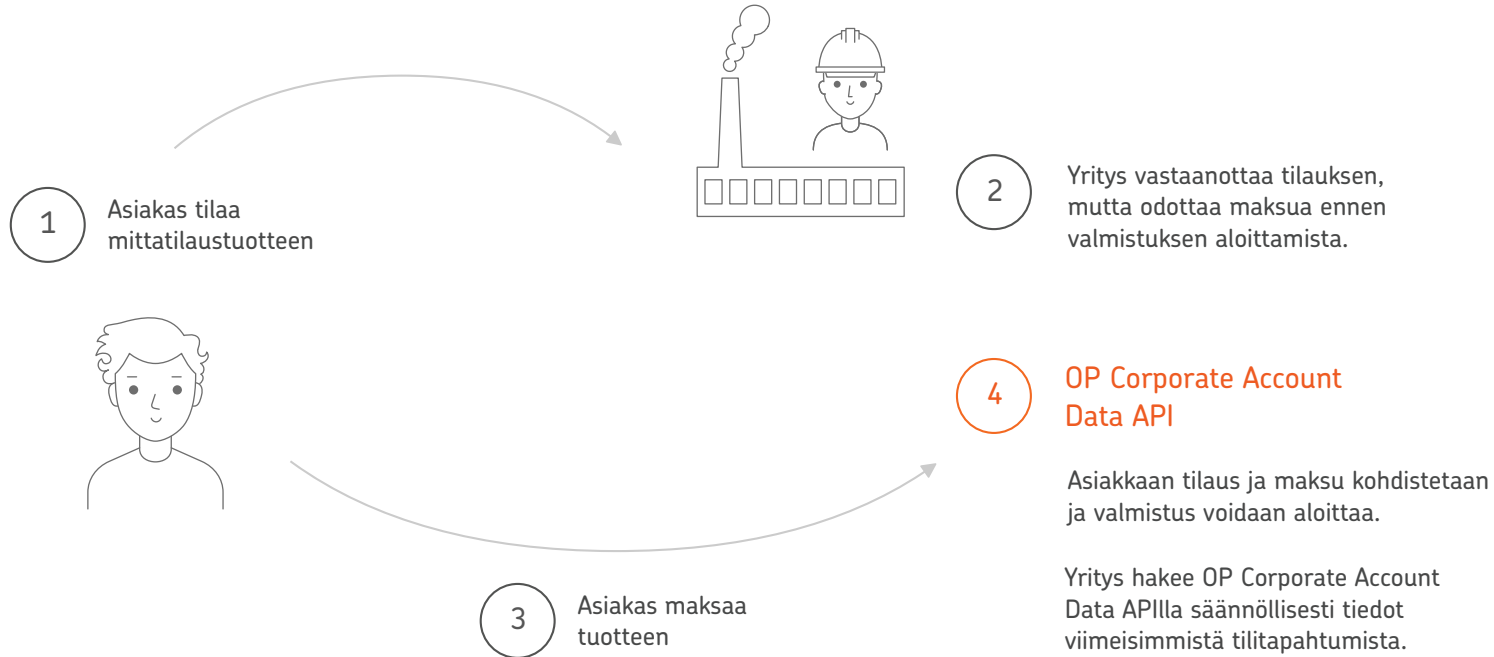 1
Asiakas tilaa
mittatilaustuotteen
2
Yritys vastaanottaa tilauksen,
mutta odottaa maksua ennen
valmistuksen aloittamista.
3
Asiakas maksaa
tuotteen
4
OP Corporate Account
Data API
Asiakkaan tilaus ja maksu kohdistetaan
ja valmistus voidaan aloittaa.
Yritys hakee OP Corporate Account
Data APIlla säännöllisesti tiedot
viimeisimmistä tilitapahtumista.